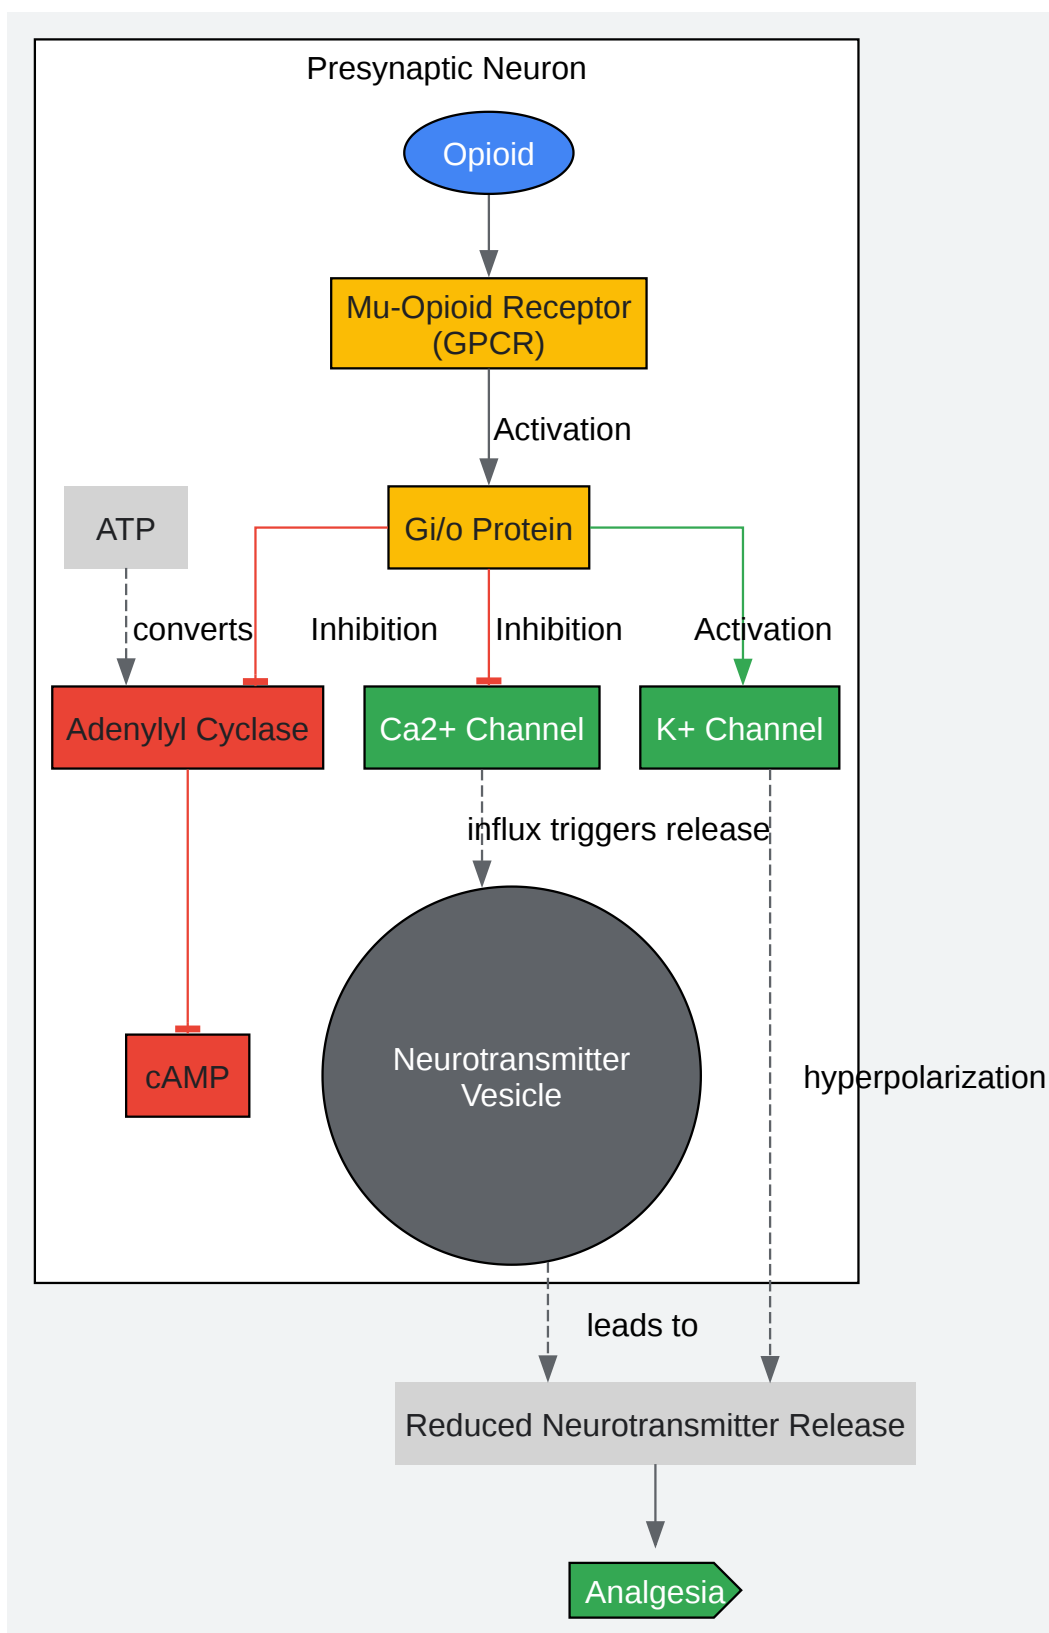 Presynaptic Neuron
Opioid
Mu-Opioid Receptor
(GPCR)
Activation
ATP
Gi/o Protein
converts
Inhibition
Inhibition
Activation
Adenylyl Cyclase
Ca2+ Channel
K+ Channel
influx triggers release
Neurotransmitter
Vesicle
cAMP
hyperpolarization
leads to
Reduced Neurotransmitter Release
Analgesia